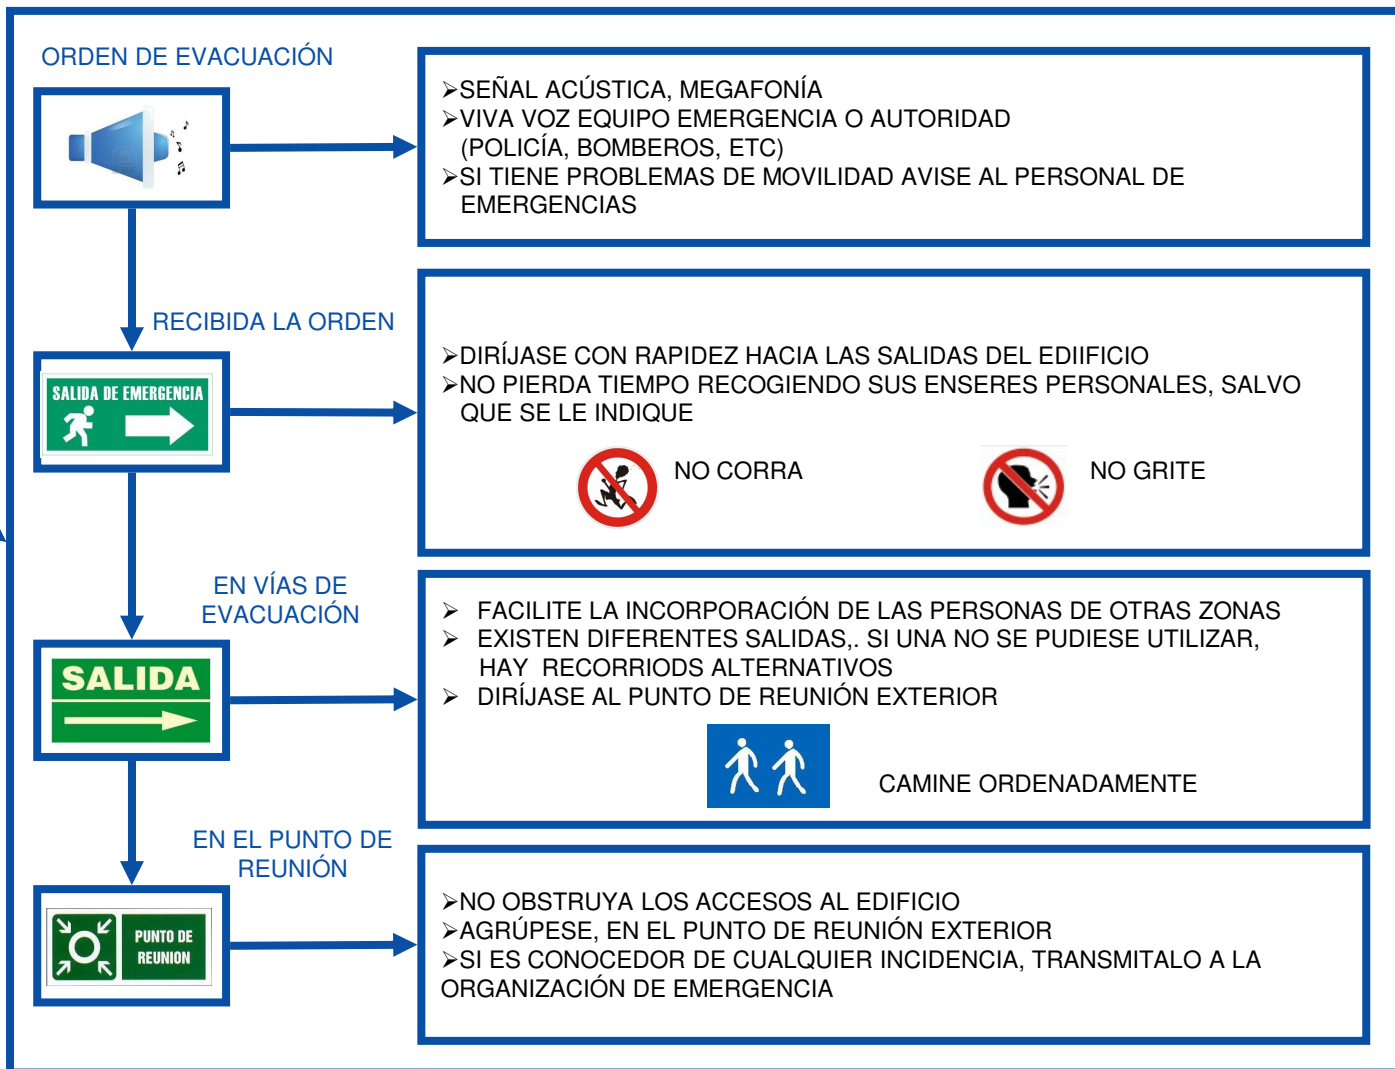 ORDEN DE EVACUACIÓN
➢SEÑAL ACÚSTICA, MEGAFONÍA
➢VIVA VOZ EQUIPO EMERGENCIA O AUTORIDAD
(POLICÍA, BOMBEROS, ETC)
➢SI TIENE PROBLEMAS DE MOVILIDAD AVISE AL PERSONAL DE
EMERGENCIAS
RECIBIDA LA ORDEN
SALIDA DE EMERGENCIA
➢DIRÍJASE CON RAPIDEZ HACIA LAS SALIDAS DEL EDIIFICIO
➢NO PIERDA TIEMPO RECOGIENDO SUS ENSERES PERSONALES, SALVO
QUE SE LE INDIQUE
NO CORRA
NO GRITE
EN VÍAS DE
EVACUACIÓN
SALIDA
➢ FACILITE LA INCORPORACIÓN DE LAS PERSONAS DE OTRAS ZONAS
➢ EXISTEN DIFERENTES SALIDAS,. SI UNA NO SE PUDIESE UTILIZAR,
HAY RECORRIODS ALTERNATIVOS
➢ DIRÍJASE AL PUNTO DE REUNIÓN EXTERIOR
CAMINE ORDENADAMENTE
EN EL PUNTO DE
REUNIÓN
PUNTO DE
REUNION
➢NO OBSTRUYA LOS ACCESOS AL EDIFICIO
➢AGRÚPESE, EN EL PUNTO DE REUNIÓN EXTERIOR
➢SI ES CONOCEDOR DE CUALQUIER INCIDENCIA, TRANSMITALO A LA
ORGANIZACIÓN DE EMERGENCIA